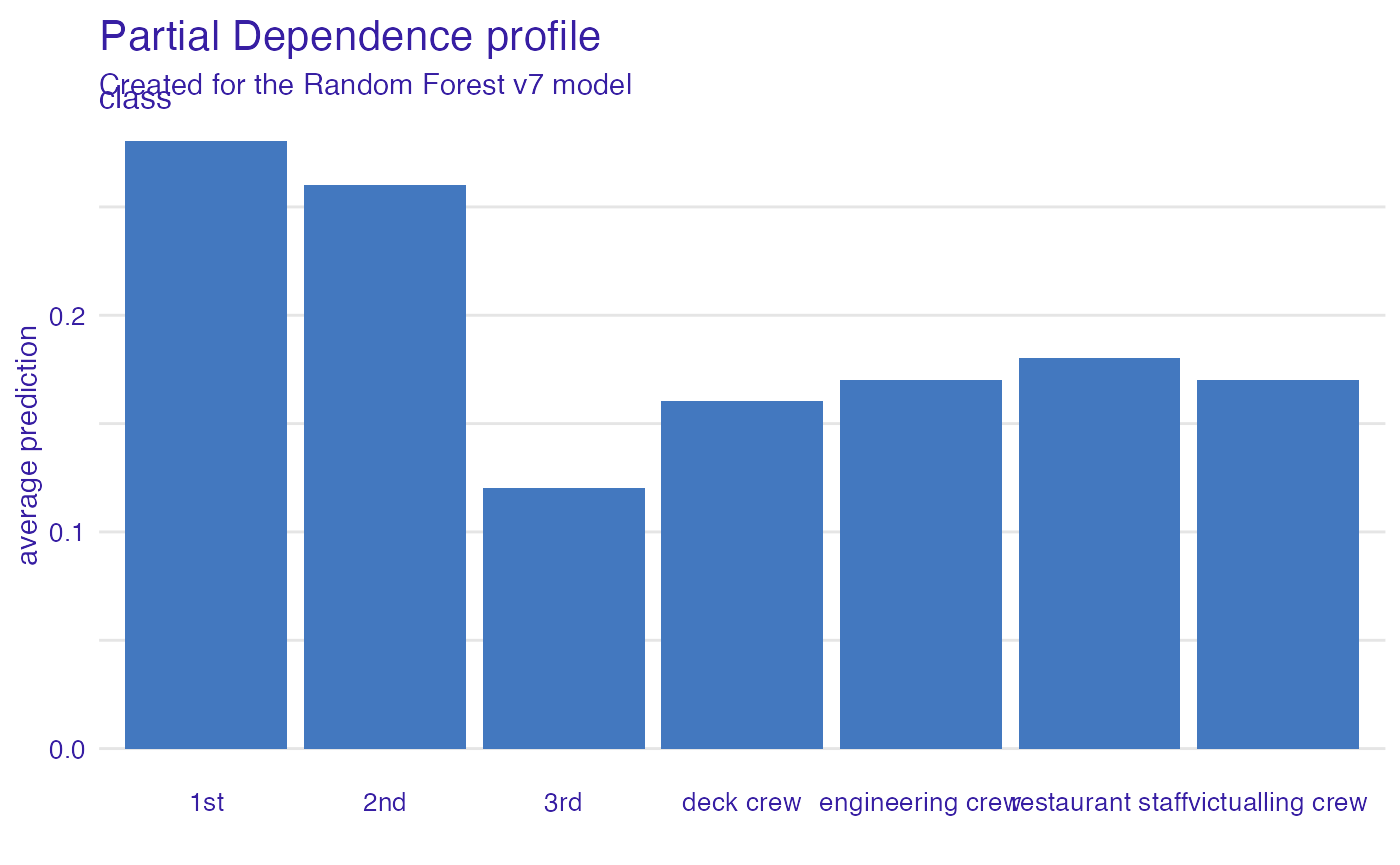 Partial Dependence profile
Created for the Random Forest v7 model
class
average prediction
0.2
0.1
0.0
1st 2nd 3rd deck crew engineering crew restaurant staff victualling crew